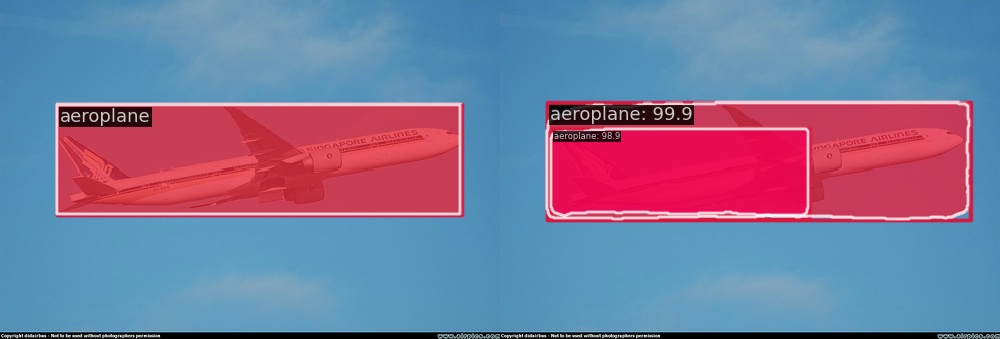 aeroplane
SINGAPORE AIRLINES
aeroplane: 99.9
aeroplane: 98.9
SINGAPORE AIRLINES
Copyright didairbus - Not to be used without photographers permission
Copyright didairbus - Not to be used without photographers permission